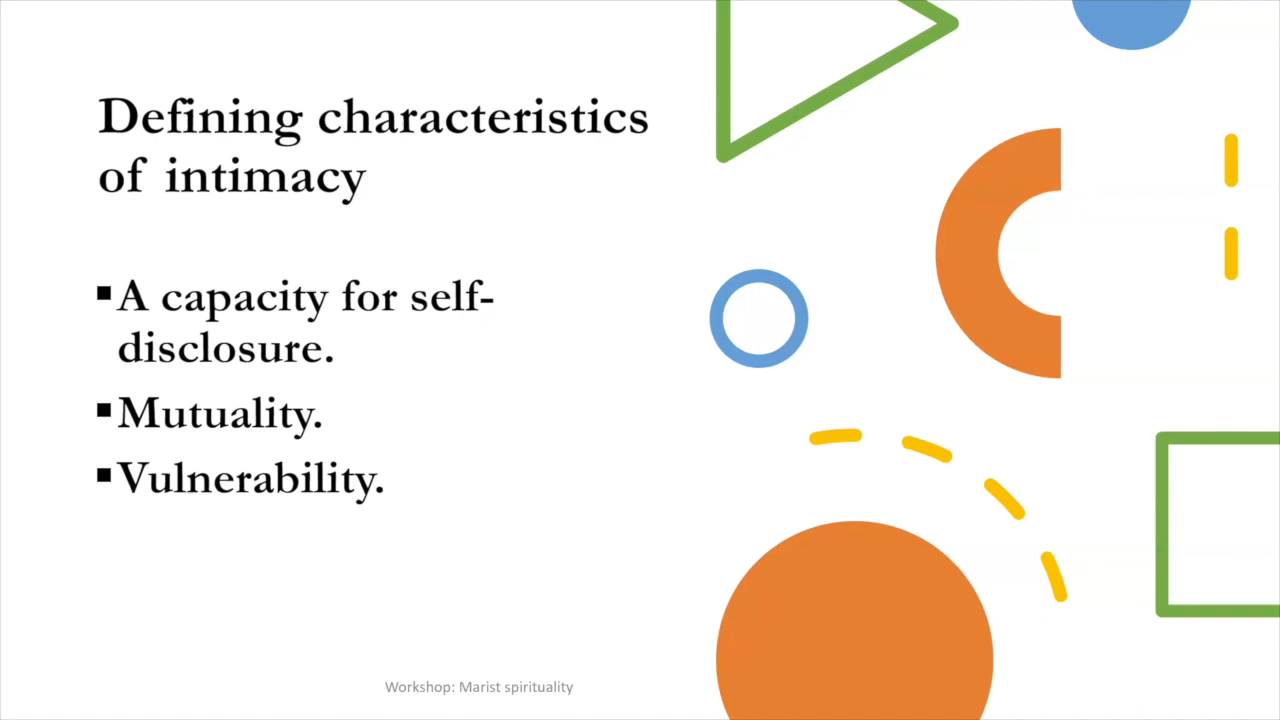 Defining characteristics
of intimacy
▪A capacity for self-
disclosure.
▪Mutuality.
▪Vulnerability.
Workshop: Marist spirituality